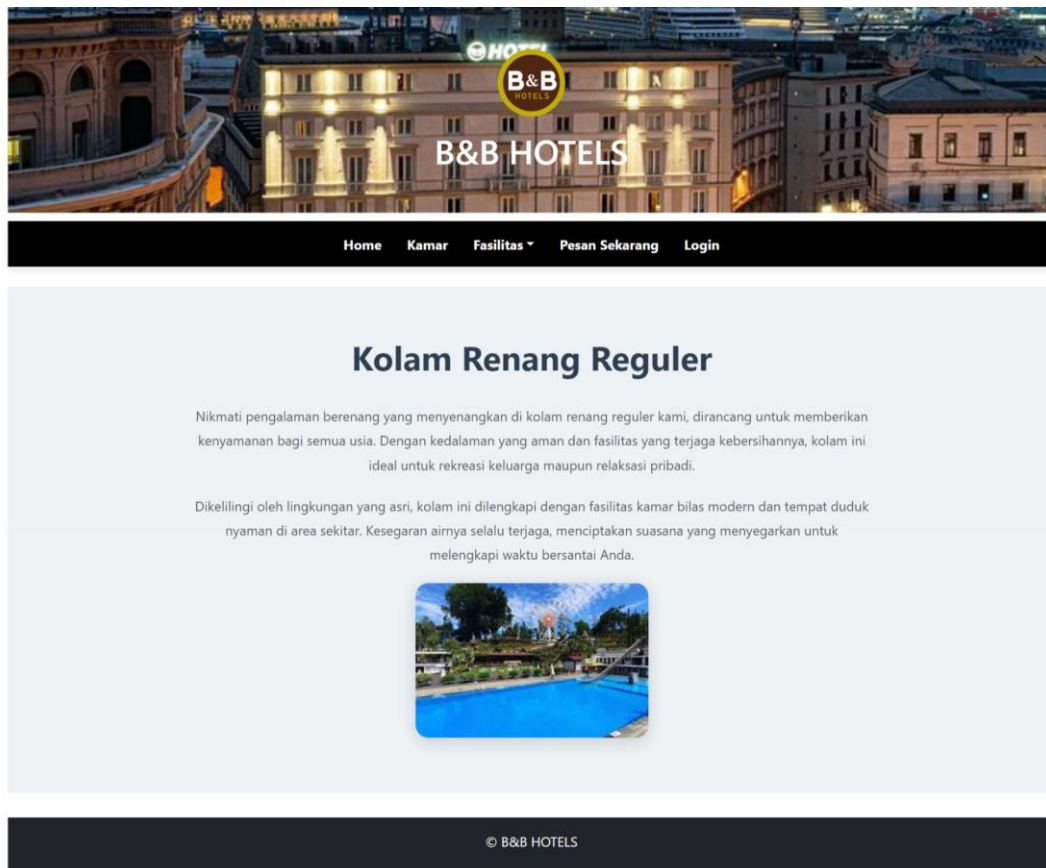 HOTEL
B&B
HOTELS
B&B HOTELS
Home Kamar Fasilitas Pesan Sekarang Login
Kolam Renang Reguler
Nikmati pengalaman berenang yang menyenangkan di kolam renang reguler kami, dirancang untuk memberikan
kenyamanan bagi semua usia. Dengan kedalaman yang aman dan fasilitas yang terjaga kebersihannya, kolam ini
ideal untuk rekreasi keluarga maupun relaksasi pribadi.
Dikelilingi oleh lingkungan yang asri, kolam ini dilengkapi dengan fasilitas kamar bilas modern dan tempat duduk
nyaman di area sekitar. Kesegaran airnya selalu terjaga, menciptakan suasana yang menyegarkan untuk
melengkapi waktu bersantai Anda.
© B&B HOTELS